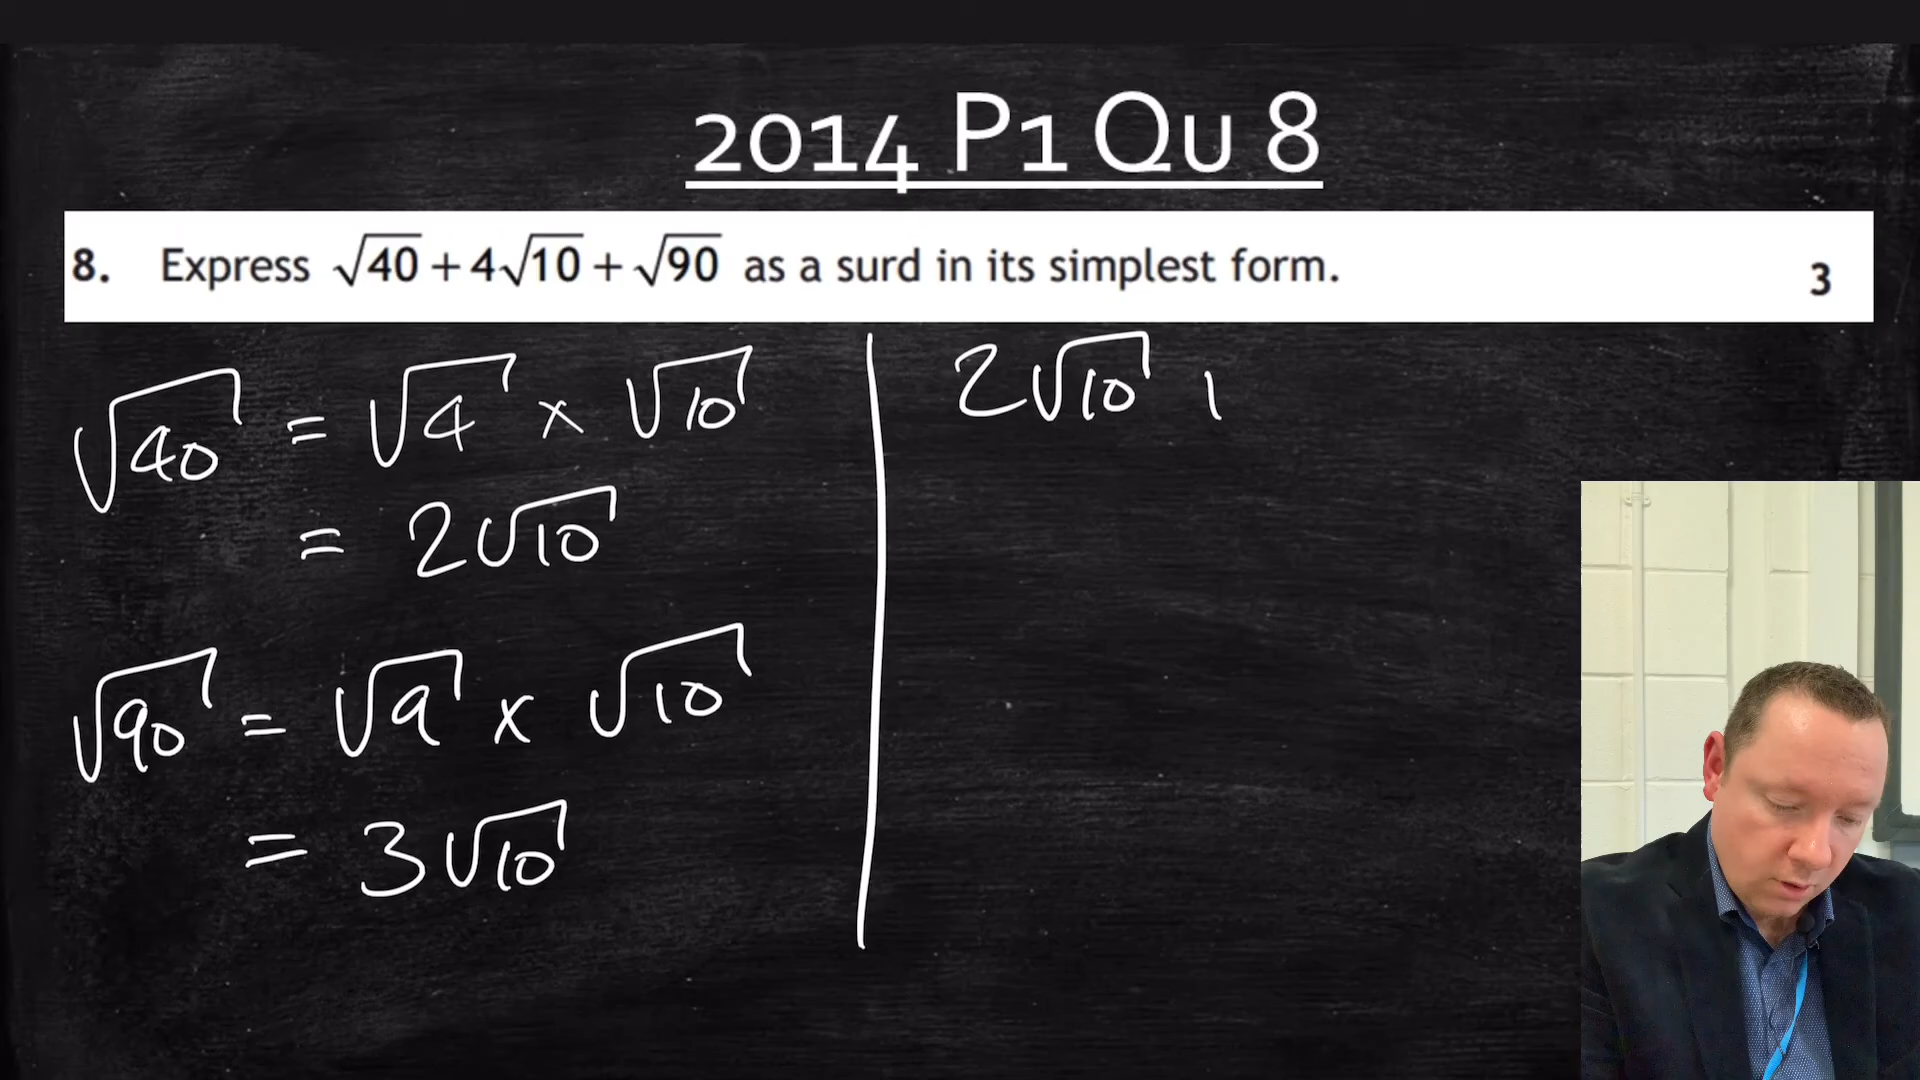 2014 P1 Qu 8
8. Express √40 + 4√10 + √90 as a surd in its simplest form. 3
√40 = √4 × √10
= 2√10
√90 = √9 × √10
= 3√10
2√10 ı